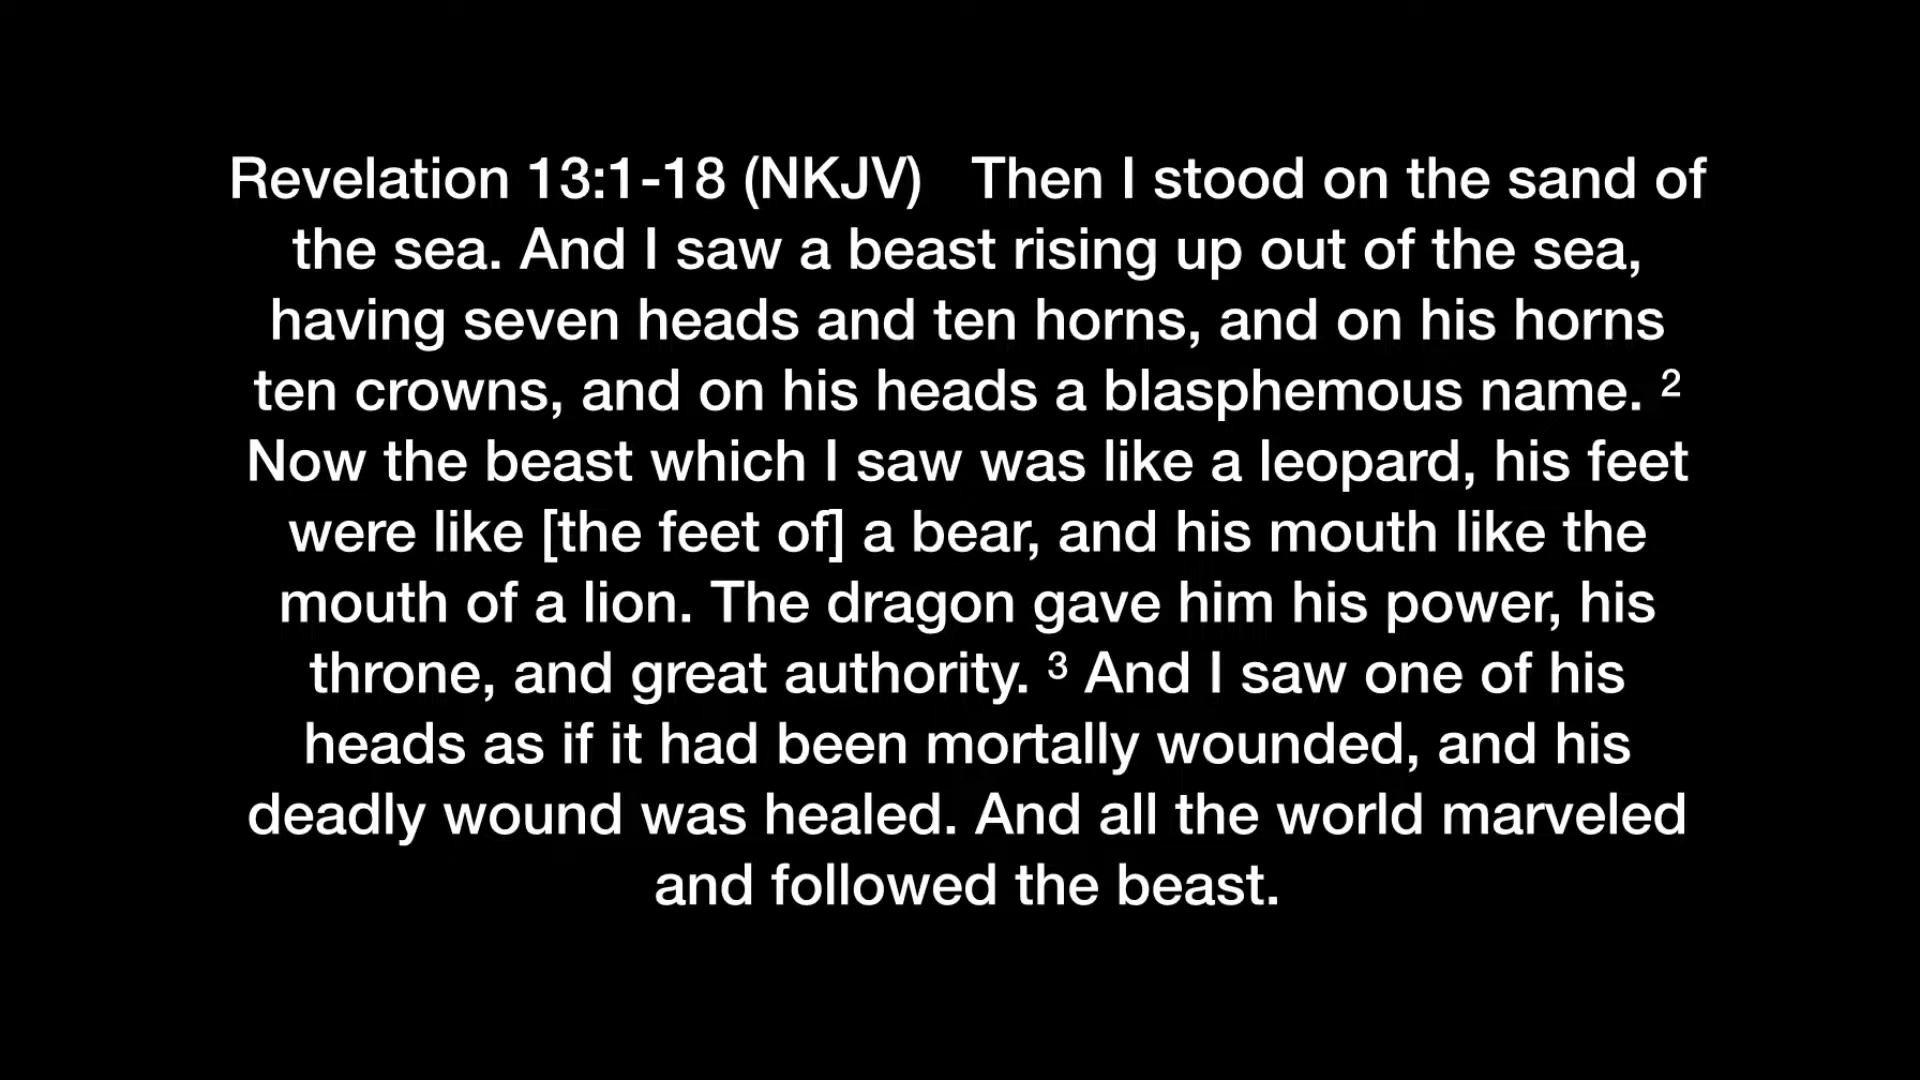 Revelation 13:1-18 (NKJV)   Then I stood on the sand of
the sea. And I saw a beast rising up out of the sea,
having seven heads and ten horns, and on his horns
ten crowns, and on his heads a blasphemous name. ²
Now the beast which I saw was like a leopard, his feet
were like [the feet of] a bear, and his mouth like the
mouth of a lion. The dragon gave him his power, his
throne, and great authority. ³ And I saw one of his
heads as if it had been mortally wounded, and his
deadly wound was healed. And all the world marveled
and followed the beast.